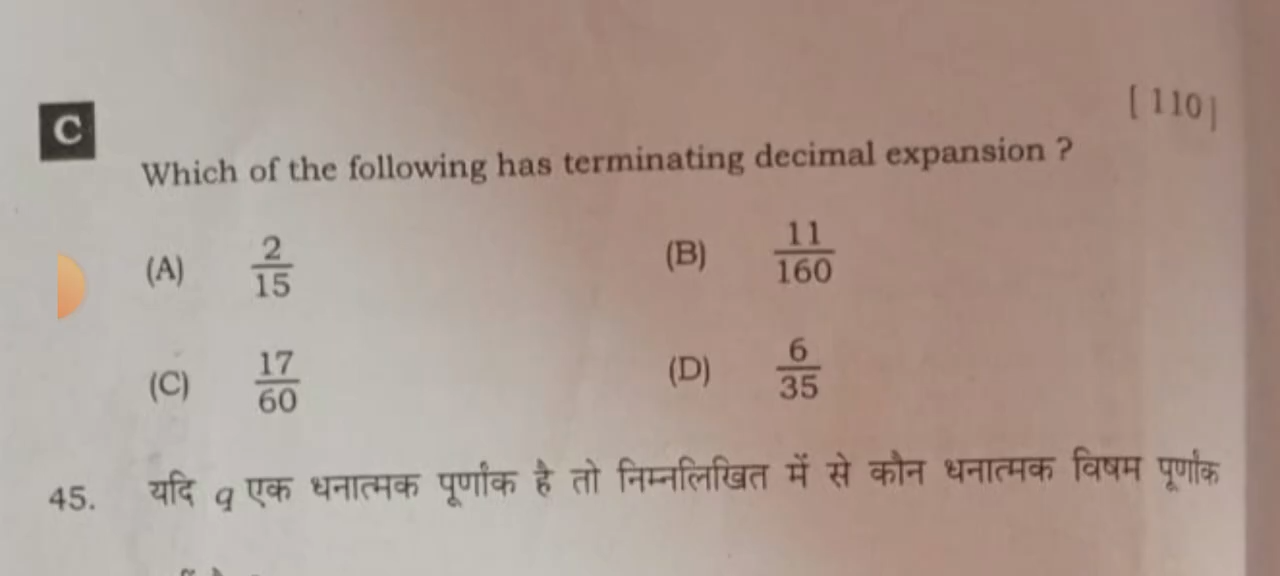 [ 110 ]
C
Which of the following has terminating decimal expansion ?
(A) 2/15 (B) 11/160
(C) 17/60 (D) 6/35
45. यदि q एक धनात्मक पूर्णांक है तो निम्नलिखित में से कौन धनात्मक विषम पूर्णांक